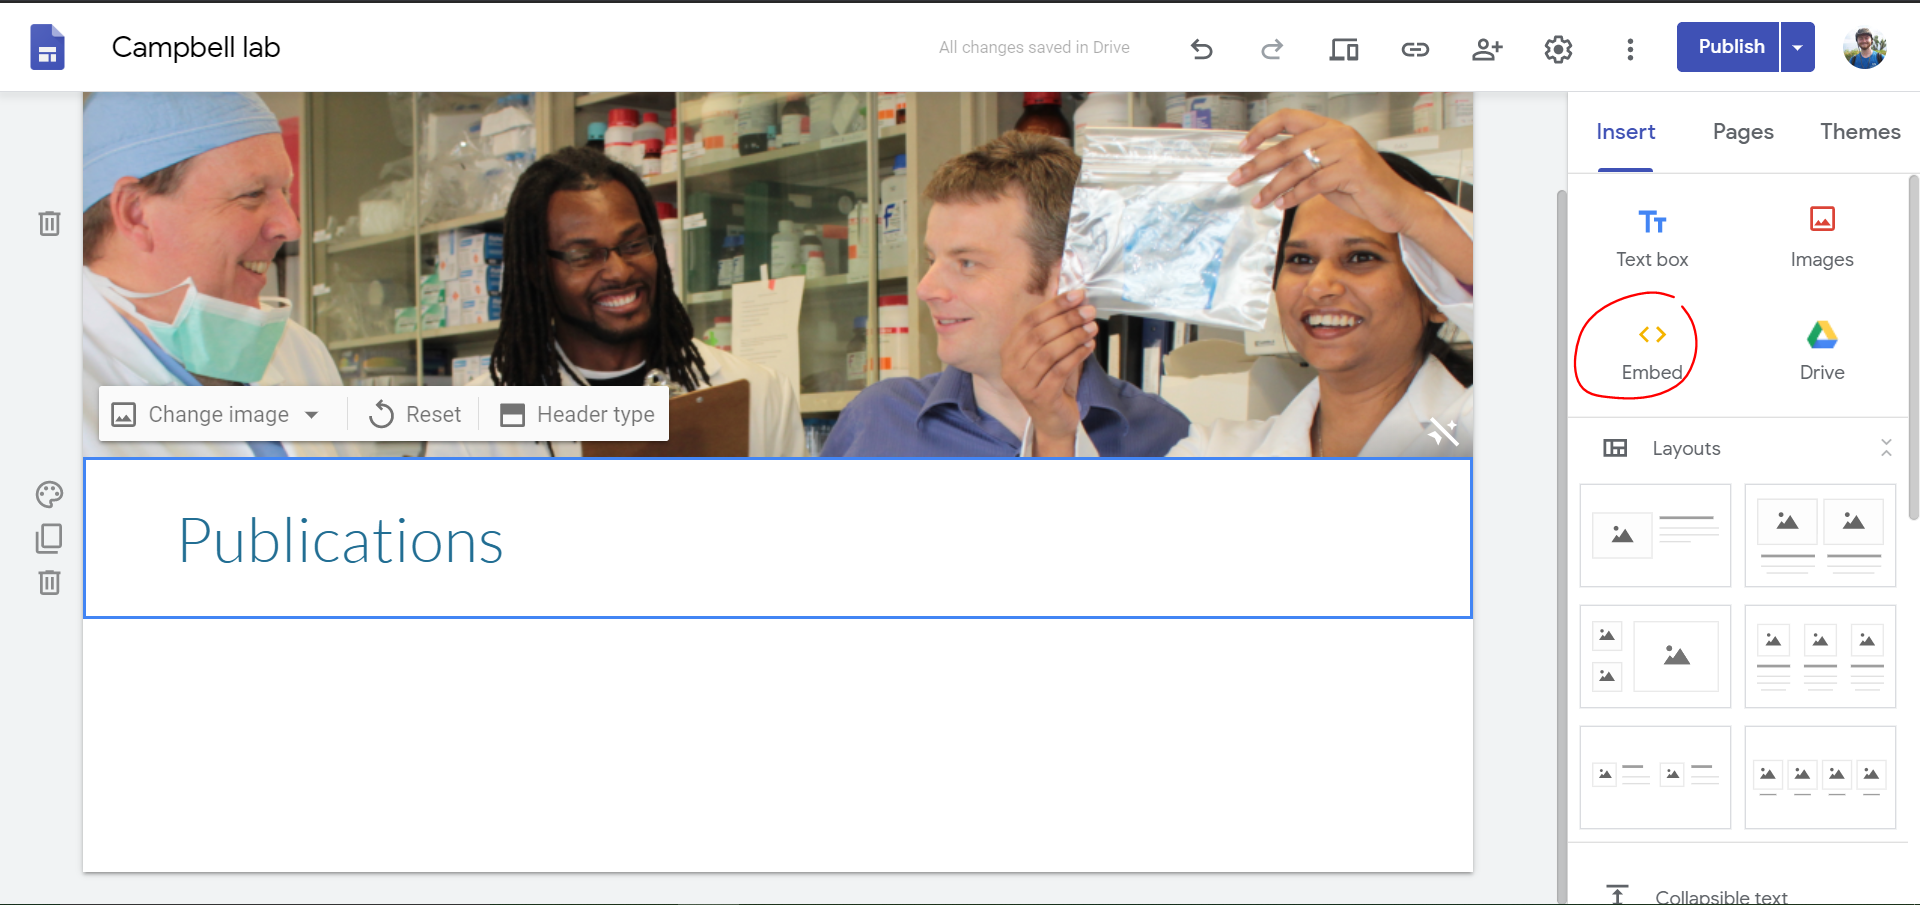 Campbell lab
All changes saved in Drive
Publish
Insert
Pages
Themes
Text box
Images
Embed
Drive
Change image
Reset
Header type
Layouts
Publications
Collapsible text